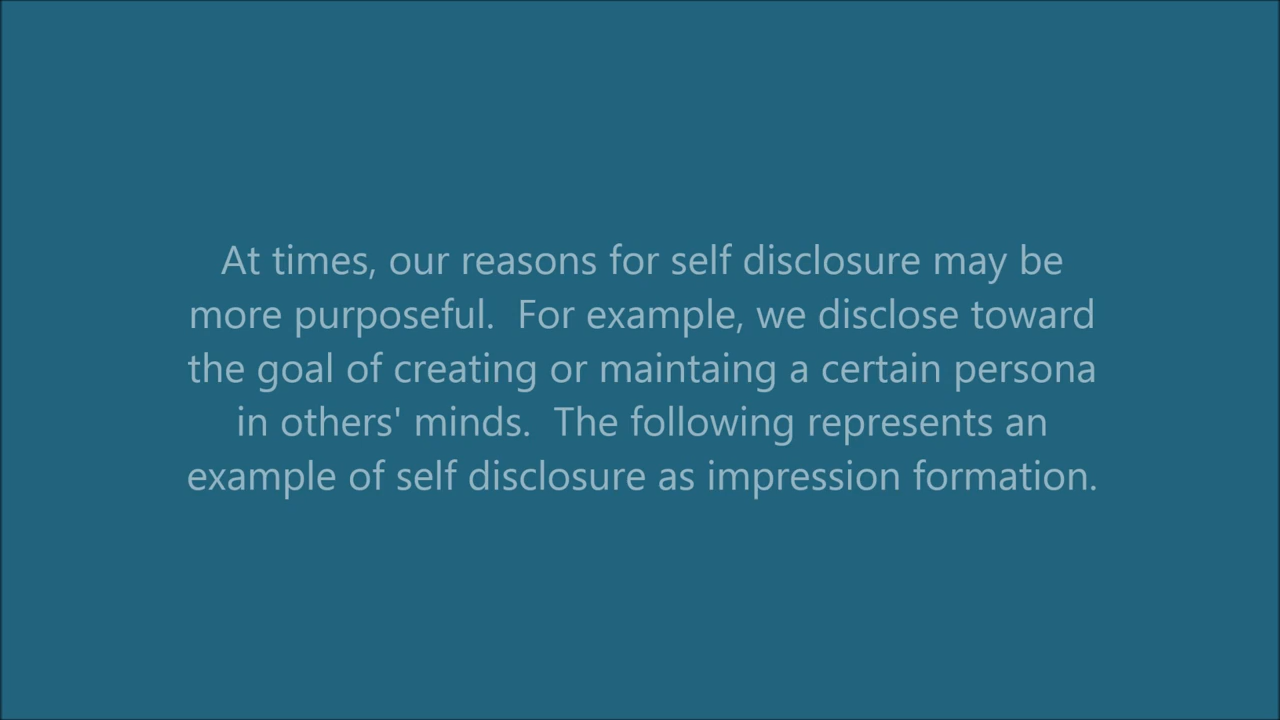 At times, our reasons for self disclosure may be
more purposeful.  For example, we disclose toward
the goal of creating or maintaing a certain persona
in others' minds.  The following represents an
example of self disclosure as impression formation.